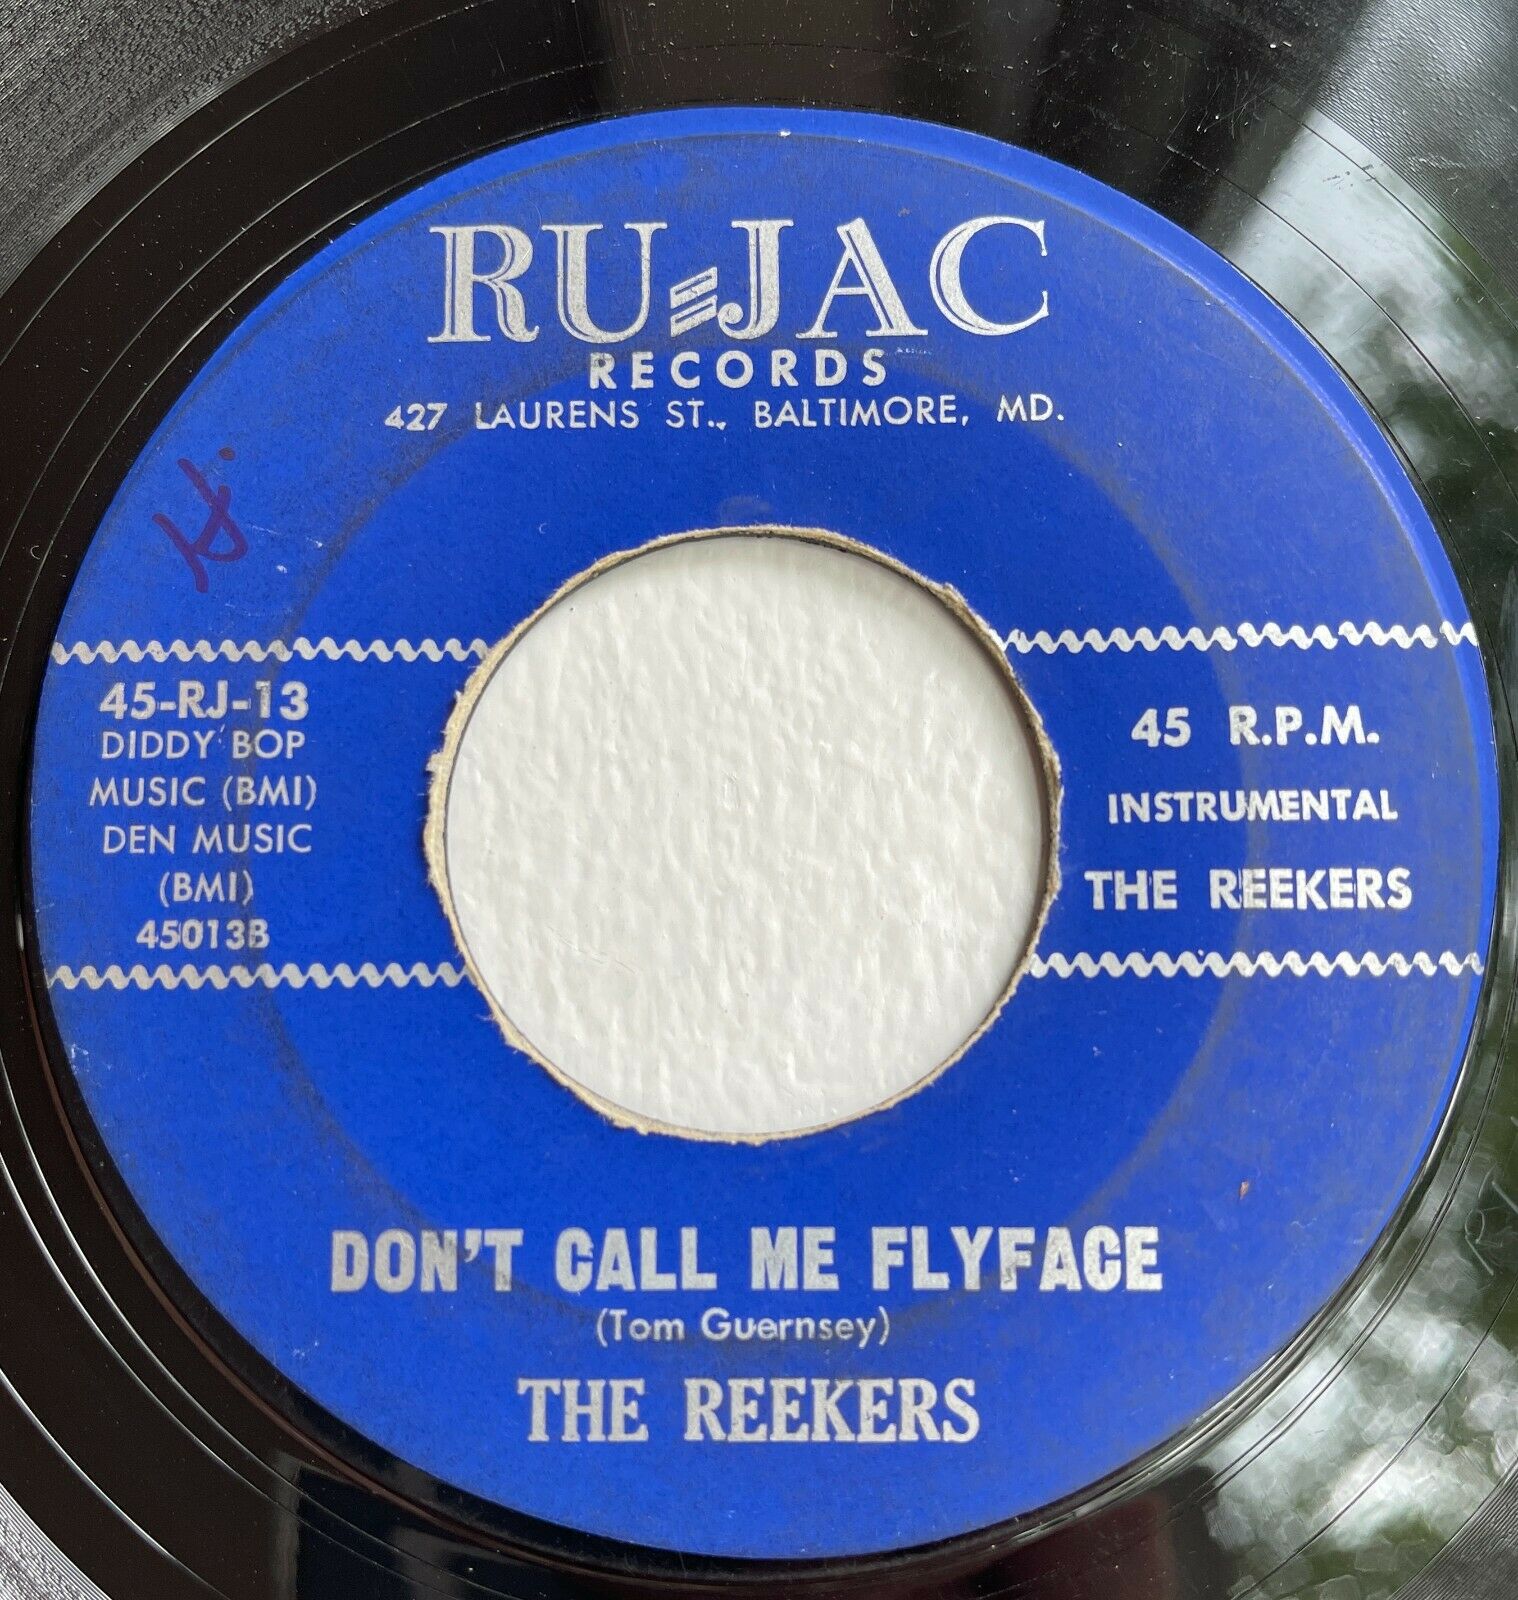 RU-JAC
RECORDS
427 LAURENS ST., BALTIMORE, MD.
H.
45-RJ-13
DIDDY BOP
MUSIC (BMI)
DEN MUSIC
(BMI)
45013B
45 R.P.M.
INSTRUMENTAL
THE REEKERS
DON'T CALL ME FLYFACE
(Tom Guernsey)
THE REEKERS